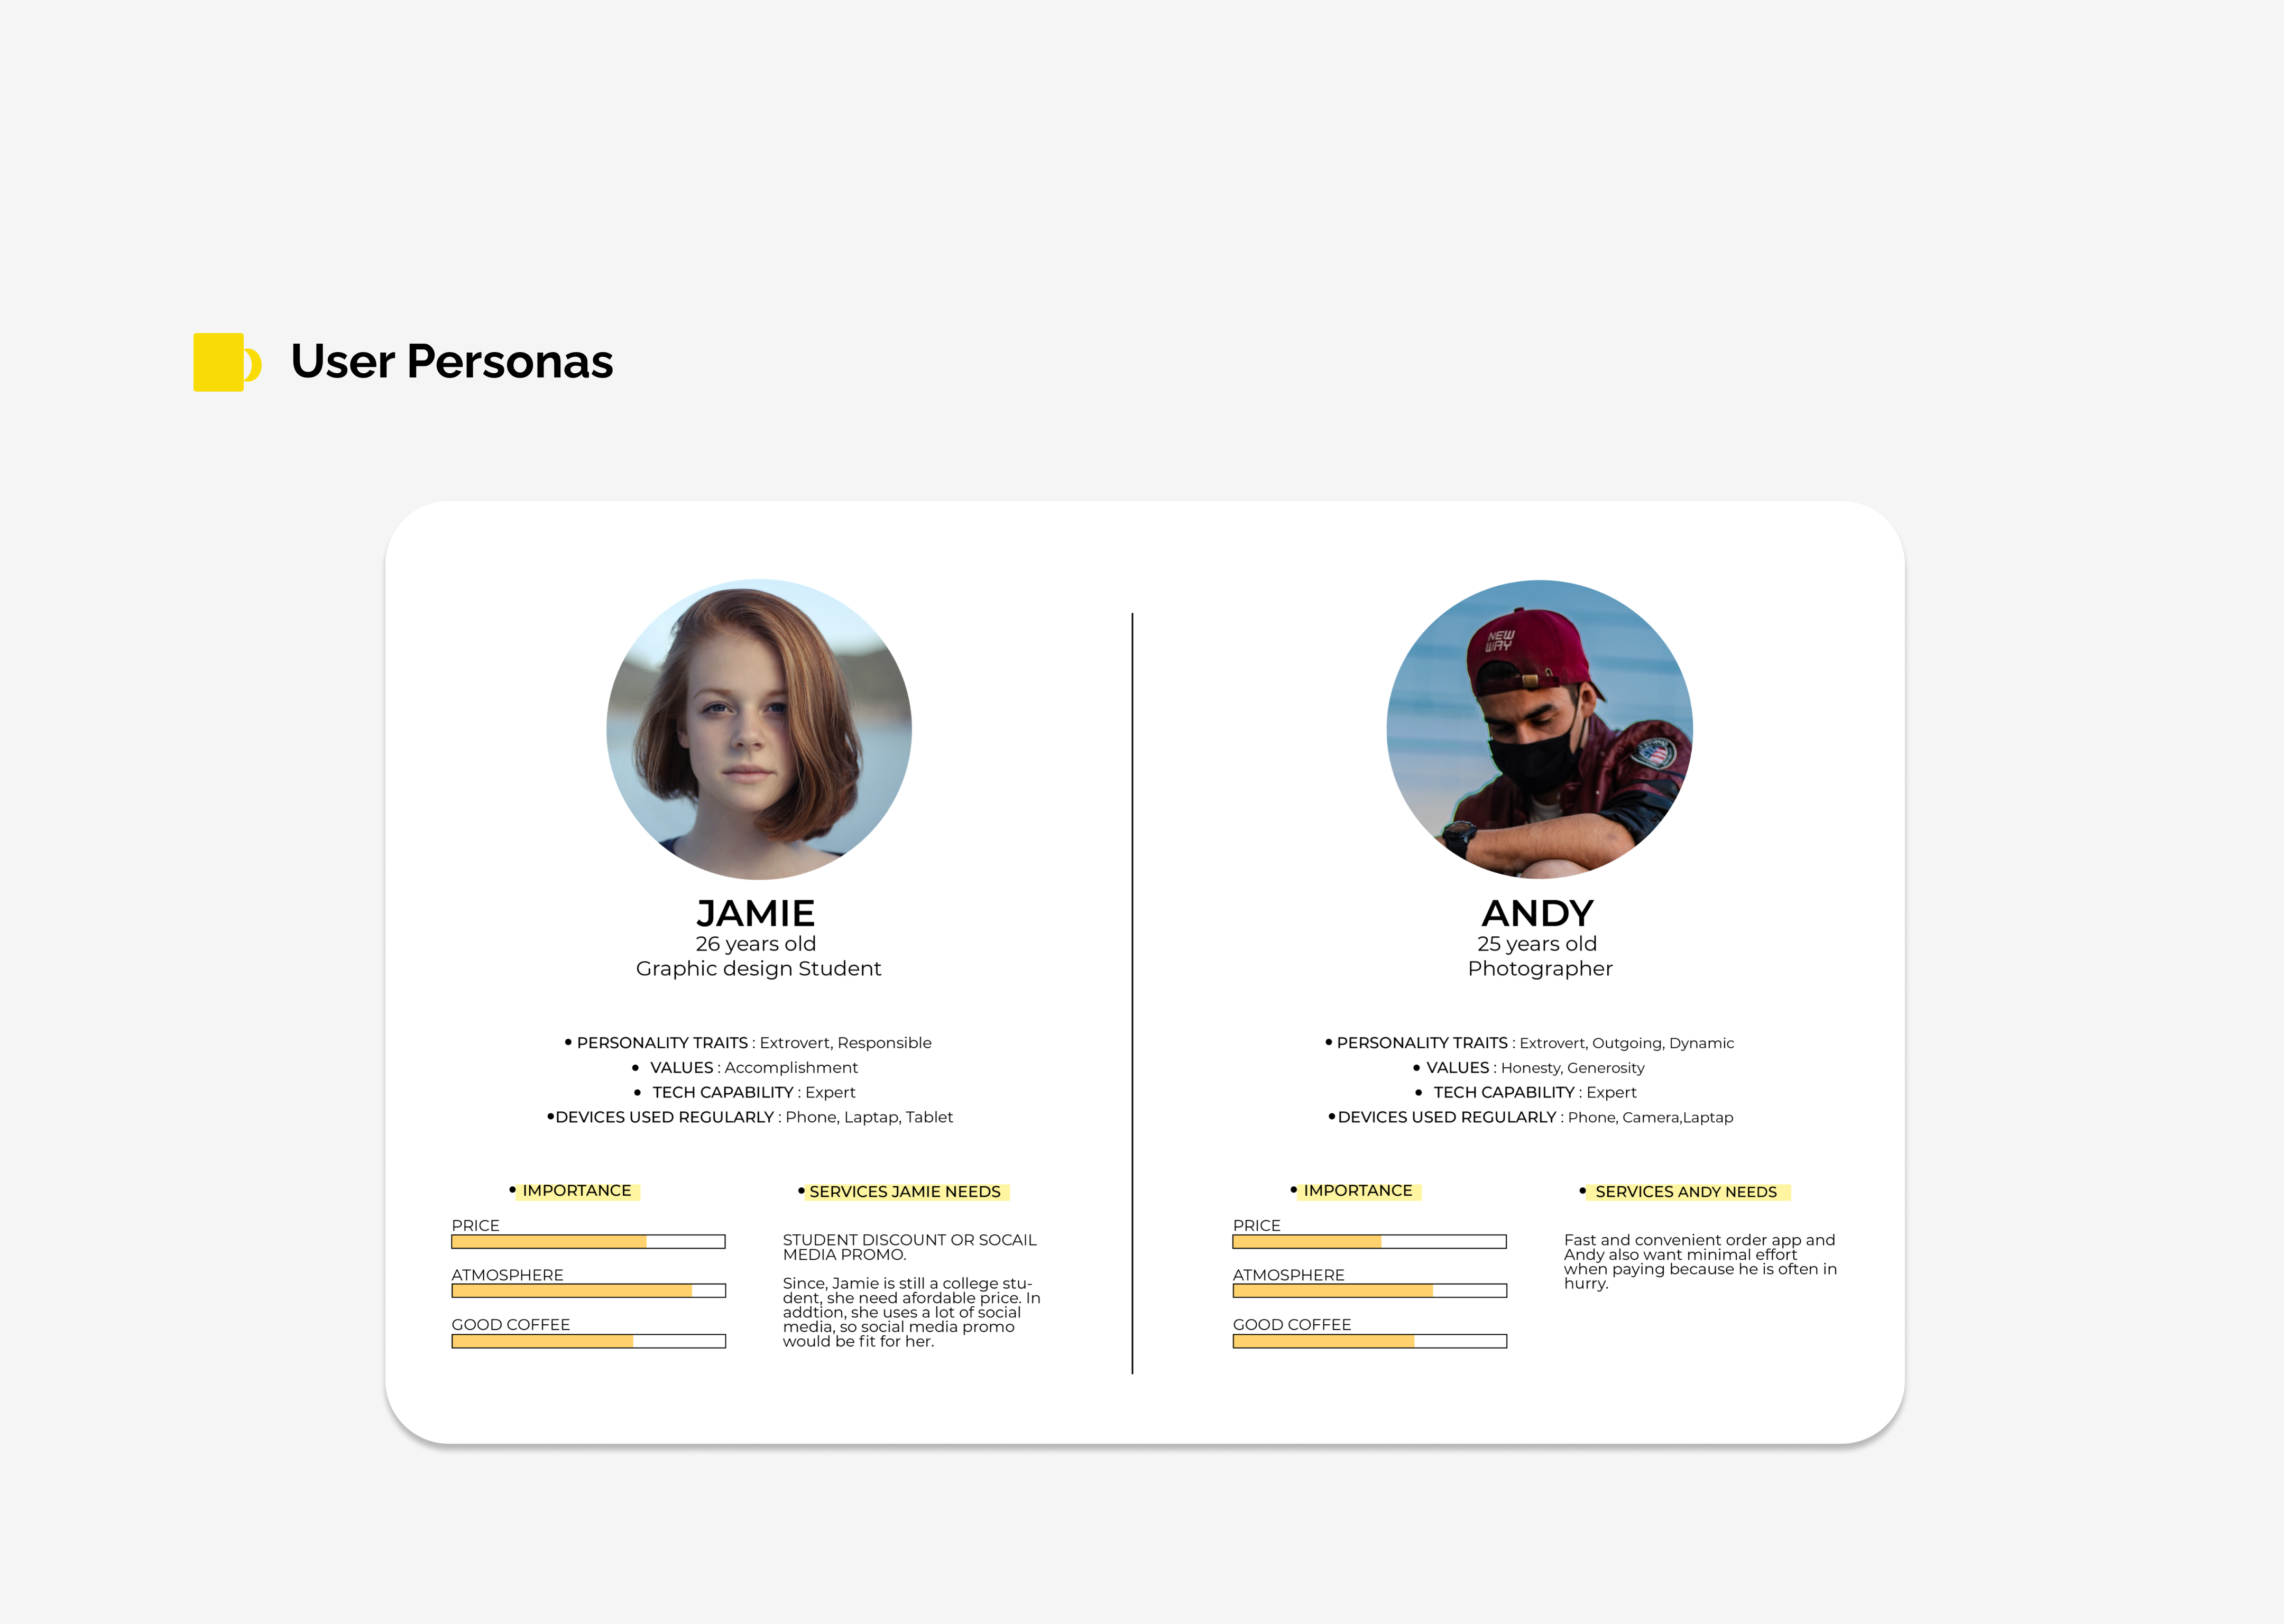 User Personas
NEW
WAY
JAMIE
26 years old
Graphic design Student
• PERSONALITY TRAITS : Extrovert, Responsible
• VALUES : Accomplishment
• TECH CAPABILITY : Expert
•DEVICES USED REGULARLY : Phone, Laptap, Tablet
• IMPORTANCE
PRICE
ATMOSPHERE
GOOD COFFEE
• SERVICES JAMIE NEEDS
STUDENT DISCOUNT OR SOCAIL
MEDIA PROMO.
Since, Jamie is still a college stu-
dent, she need afordable price. In
addtion, she uses a lot of social
media, so social media promo
would be fit for her.
ANDY
25 years old
Photographer
• PERSONALITY TRAITS : Extrovert, Outgoing, Dynamic
• VALUES : Honesty, Generosity
• TECH CAPABILITY : Expert
•DEVICES USED REGULARLY : Phone, Camera,Laptap
• IMPORTANCE
PRICE
ATMOSPHERE
GOOD COFFEE
• SERVICES ANDY NEEDS
Fast and convenient order app and
Andy also want minimal effort
when paying because he is often in
hurry.